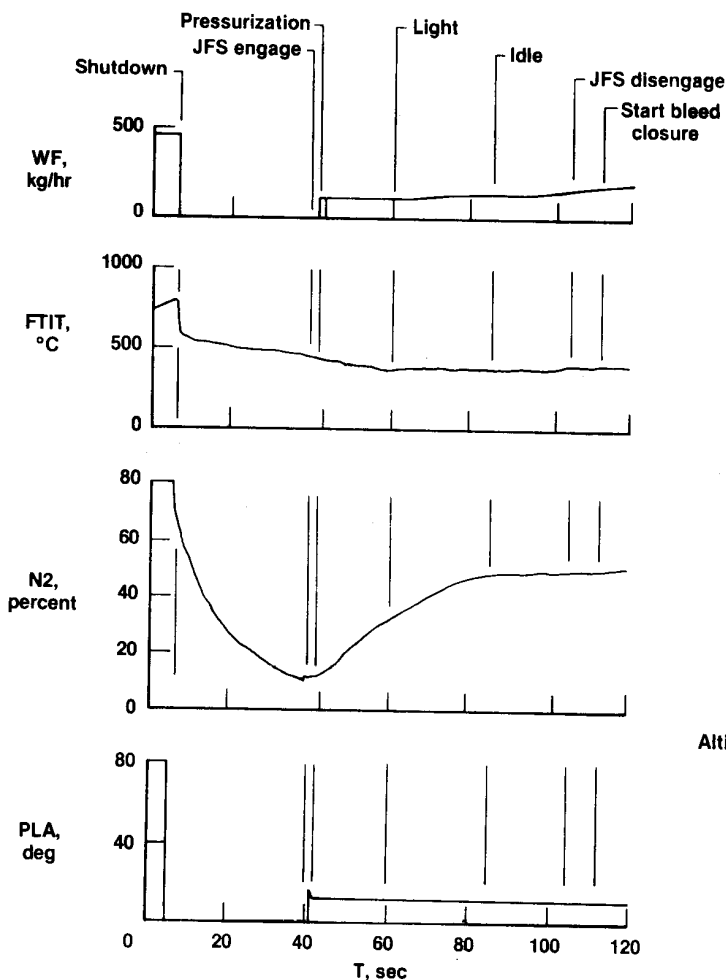 Pressurization
JFS engage
Light
Idle
Shutdown
JFS disengage
Start bleed
closure
WF,
kg/hr
500
0
FTIT,
°C
1000
500
0
N2,
percent
80
60
40
20
0
Alti
PLA,
deg
80
40
0 20 40 60 80 100 120
T, sec